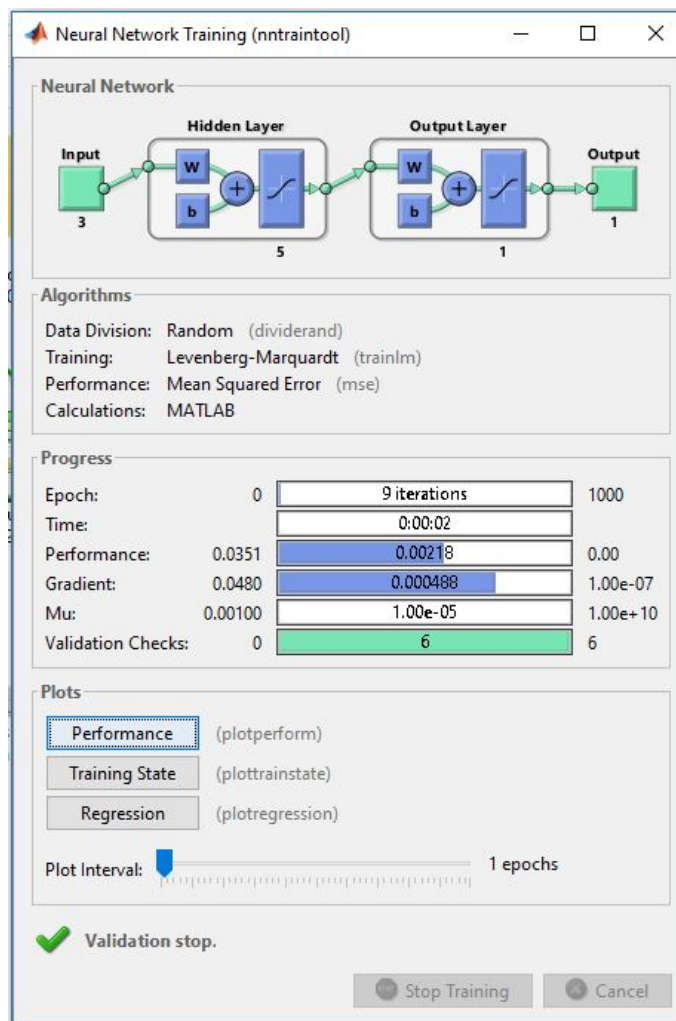 Neural Network Training (nntraintool)
Neural Network
Hidden Layer Output Layer
Input Output
W W
+ +
b b
3 5 1 1
Algorithms
Data Division: Random (dividerand)
Training: Levenberg-Marquardt (trainlm)
Performance: Mean Squared Error (mse)
Calculations: MATLAB
Progress
Epoch: 0 9 iterations 1000
Time: 0:00:02
Performance: 0.0351 0.00218 0.00
Gradient: 0.0480 0.000488 1.00e-07
Mu: 0.00100 1.00e-05 1.00e+10
Validation Checks: 0 6 6
Plots
Performance (plotperform)
Training State (plottrainstate)
Regression (plotregression)
Plot Interval: 1 epochs
Validation stop.
Stop Training Cancel